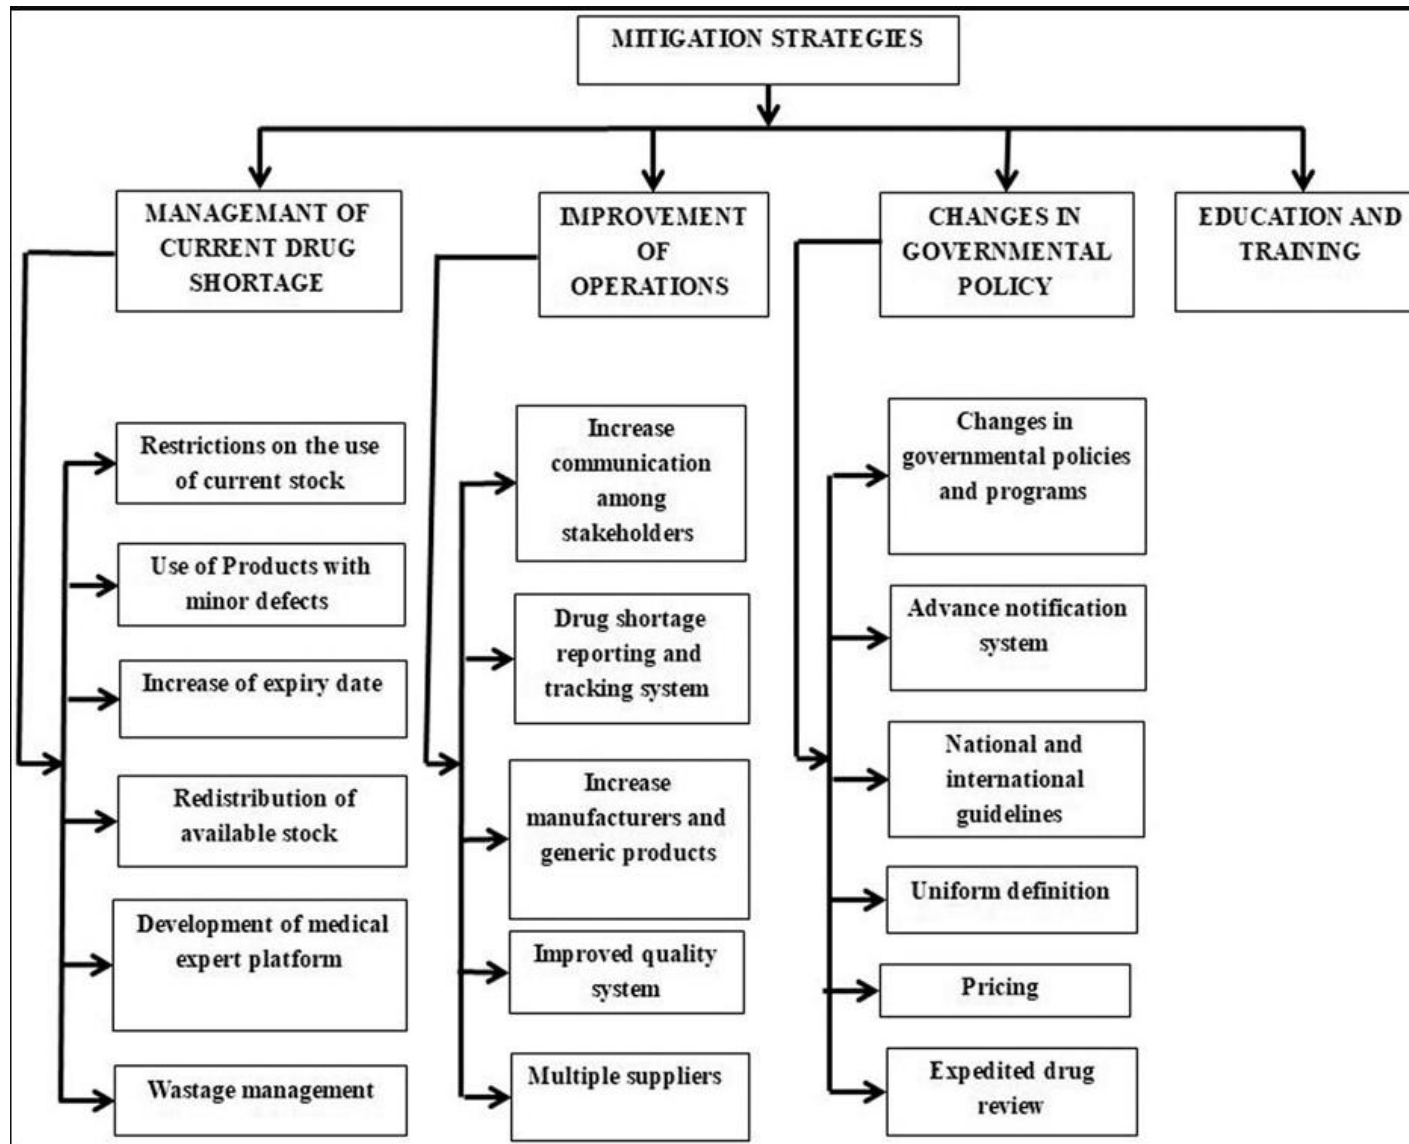 MITIGATION STRATEGIES
MANAGEMANT OF
CURRENT DRUG
SHORTAGE
IMPROVEMENT
OF
OPERATIONS
CHANGES IN
GOVERNMENTAL
POLICY
EDUCATION AND
TRAINING
Restrictions on the use
of current stock
Use of Products with
minor defects
Increase of expiry date
Redistribution of
available stock
Development of medical
expert platform
Wastage management
Increase
communication
among
stakeholders
Drug shortage
reporting and
tracking system
Increase
manufacturers and
generic products
Improved quality
system
Multiple suppliers
Changes in
governmental policies
and programs
Advance notification
system
National and
international
guidelines
Uniform definition
Pricing
Expedited drug
review